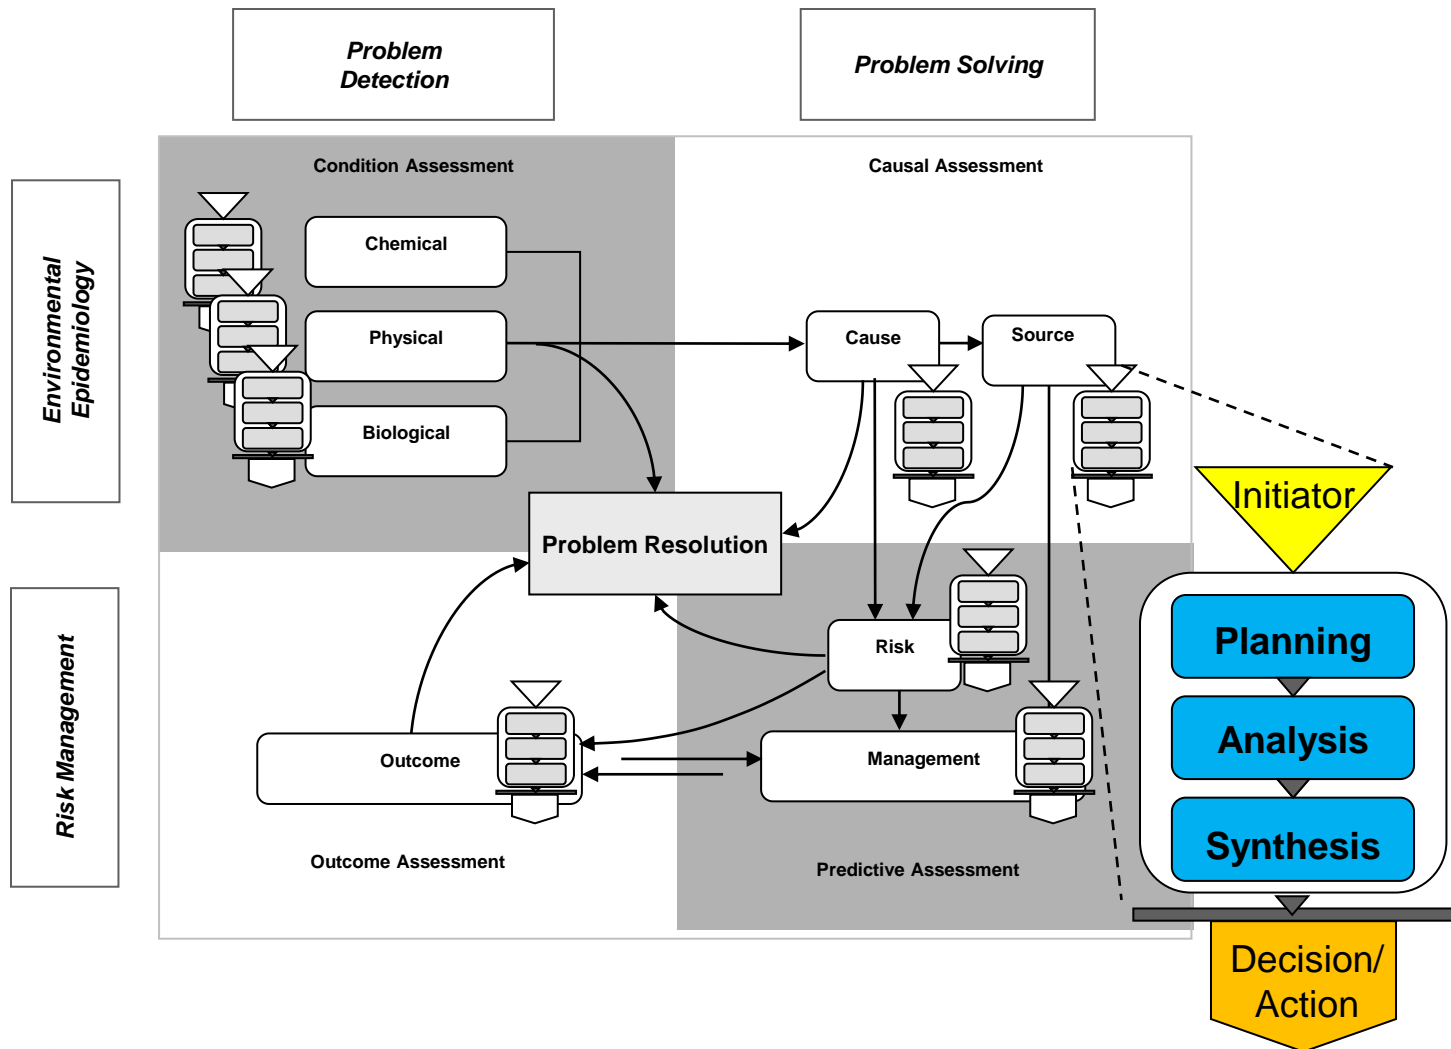 Problem
Detection
Problem Solving
Environmental
Epidemiology
Risk Management
Condition Assessment
Chemical
Physical
Biological
Causal Assessment
Cause
Source
Problem Resolution
Risk
Management
Predictive Assessment
Outcome
Outcome Assessment
Initiator
Planning
Analysis
Synthesis
Decision/
Action